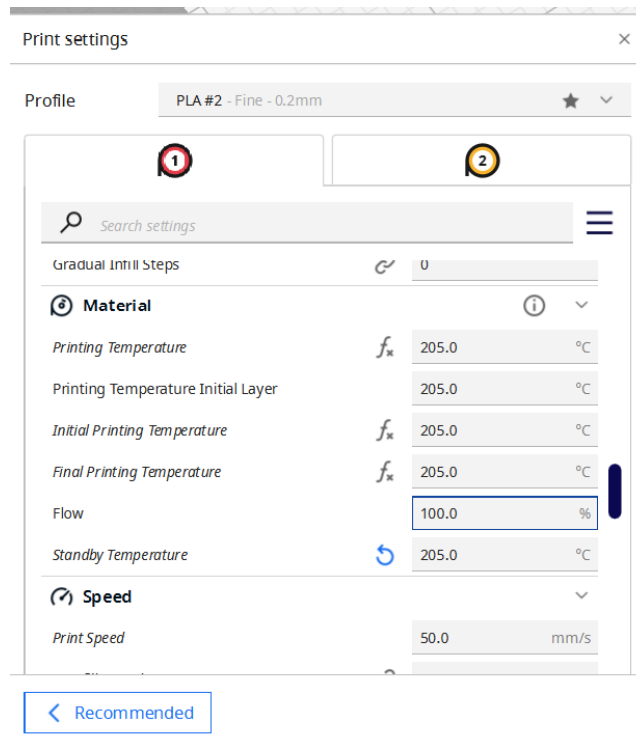 Print settings ×
Profile PLA #2 - Fine - 0.2mm
1 2
Search settings
Gradual Infill Steps 0
Material
Printing Temperature 205.0 °C
Printing Temperature Initial Layer 205.0 °C
Initial Printing Temperature 205.0 °C
Final Printing Temperature 205.0 °C
Flow 100.0 %
Standby Temperature 205.0 °C
Speed
Print Speed 50.0 mm/s
Recommended